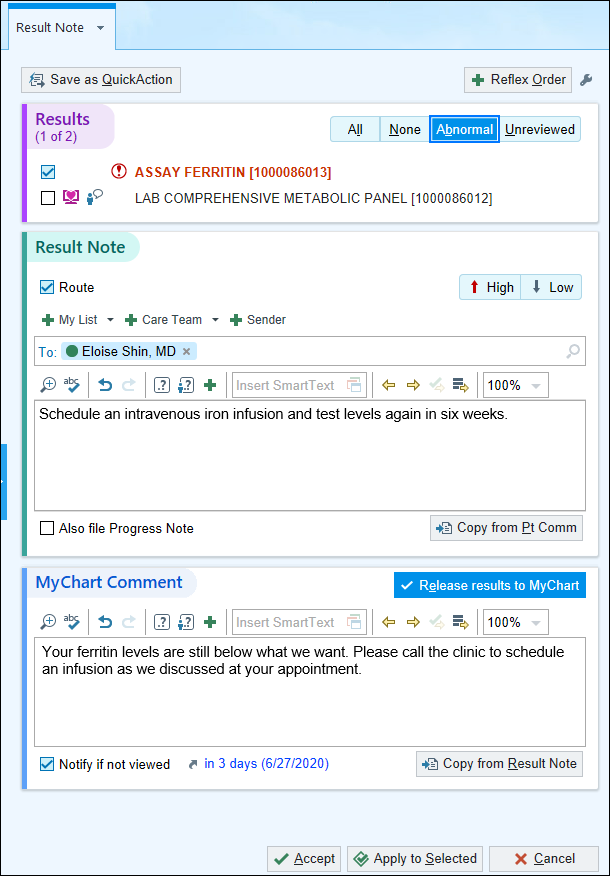 Result Note
Save as QuickAction
Reflex Order
Results
(1 of 2)
All None Abnormal Unreviewed
ASSAY FERRITIN [1000086013]
LAB COMPREHENSIVE METABOLIC PANEL [1000086012]
Result Note
Route
High Low
My List Care Team Sender
To: Eloise Shin, MD
abc Insert SmartText 100%
Schedule an intravenous iron infusion and test levels again in six weeks.
Also file Progress Note
Copy from Pt Comm
MyChart Comment
Release results to MyChart
abc Insert SmartText 100%
Your ferritin levels are still below what we want. Please call the clinic to schedule
an infusion as we discussed at your appointment.
Notify if not viewed in 3 days (6/27/2020)
Copy from Result Note
Accept Apply to Selected Cancel